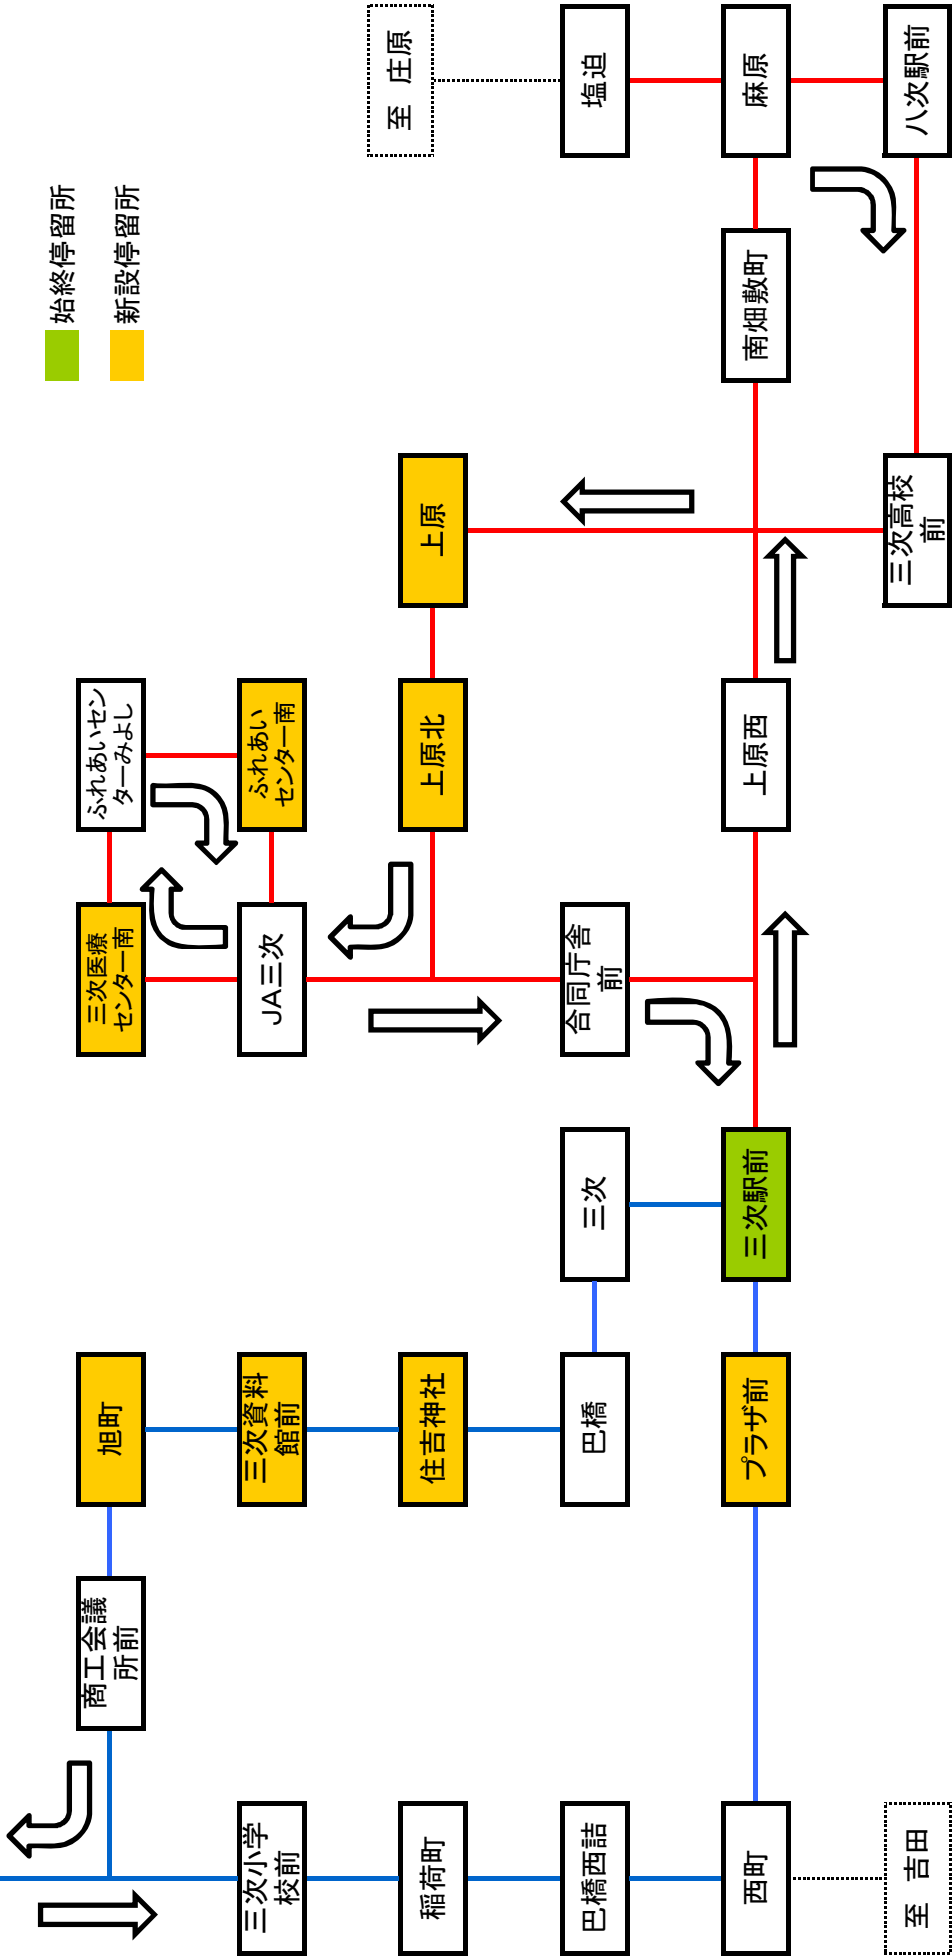 始終停留所
新設停留所
商工会議
所前
旭町
三次医療
センター南
ふれあいセン
ターみよし
三次小学
校前
三次資料
館前
JA三次
ふれあい
センター南
稲荷町
住吉神社
上原北
上原
至 庄原
巴橋西詰
巴橋
三次
合同庁舎
前
塩迫
西町
プラザ前
三次駅前
上原西
南畑敷町
麻原
至 吉田
三次高校
前
八次駅前